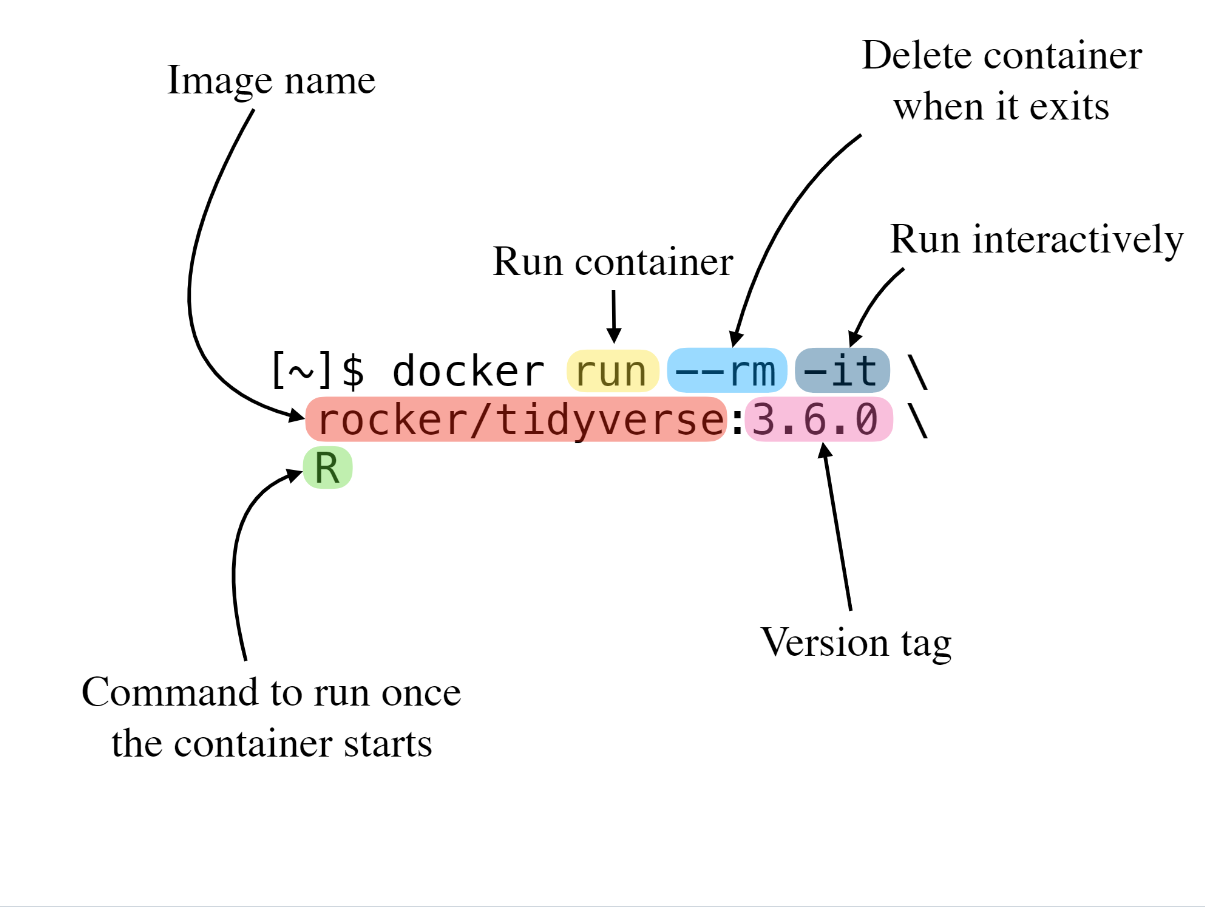 Image name
Delete container
when it exits
Run container
Run interactively
[~]$ docker run --rm -it \
rocker/tidyverse:3.6.0 \
R
Version tag
Command to run once
the container starts